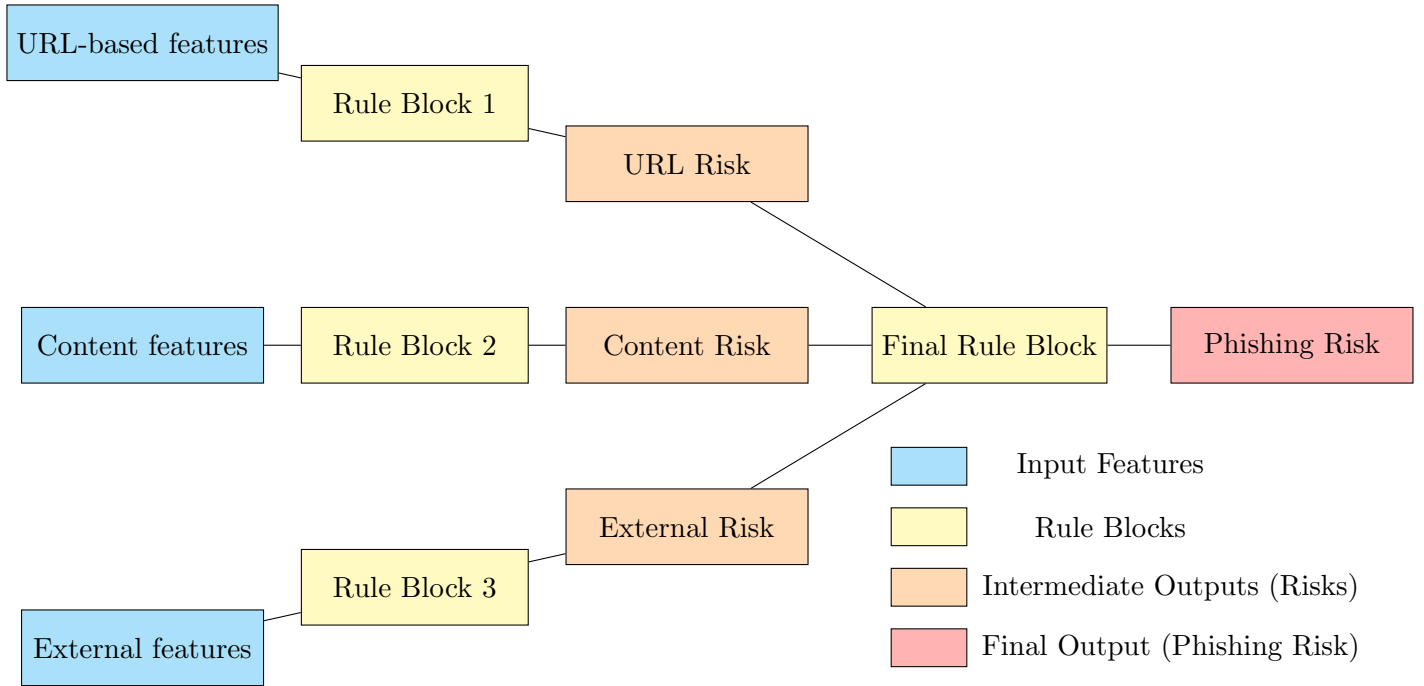 URL-based features
Rule Block 1
URL Risk
Content features
Rule Block 2
Content Risk
Final Rule Block
Phishing Risk
External Risk
Rule Block 3
External features
Input Features
Rule Blocks
Intermediate Outputs (Risks)
Final Output (Phishing Risk)